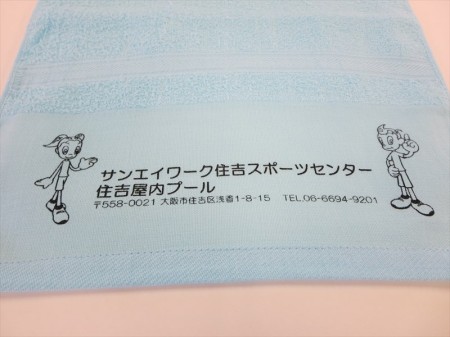 サンエイワーク住吉スポーツセンター
住吉屋内プール
〒558-0021 大阪市住吉区浅香1-8-15 TEL.06-6694-9201